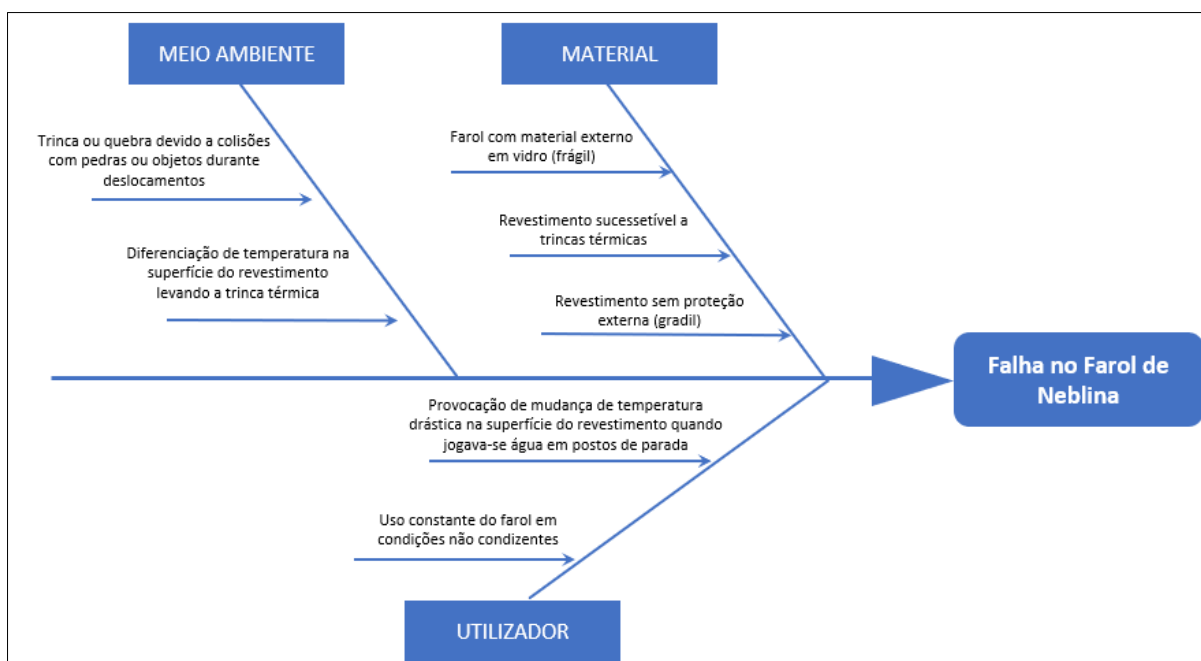 MEIO AMBIENTE
MATERIAL
Trinca ou quebra devido a colisões
com pedras ou objetos durante
deslocamentos
Diferenciação de temperatura na
superfície do revestimento
levando a trinca térmica
Farol com material externo
em vidro (frágil)
Revestimento sucessetível a
trincas térmicas
Revestimento sem proteção
externa (gradil)
Falha no Farol de
Neblina
Provocação de mudança de temperatura
drástica na superfície do revestimento quando
jogava-se água em postos de parada
Uso constante do farol em
condições não condizentes
UTILIZADOR